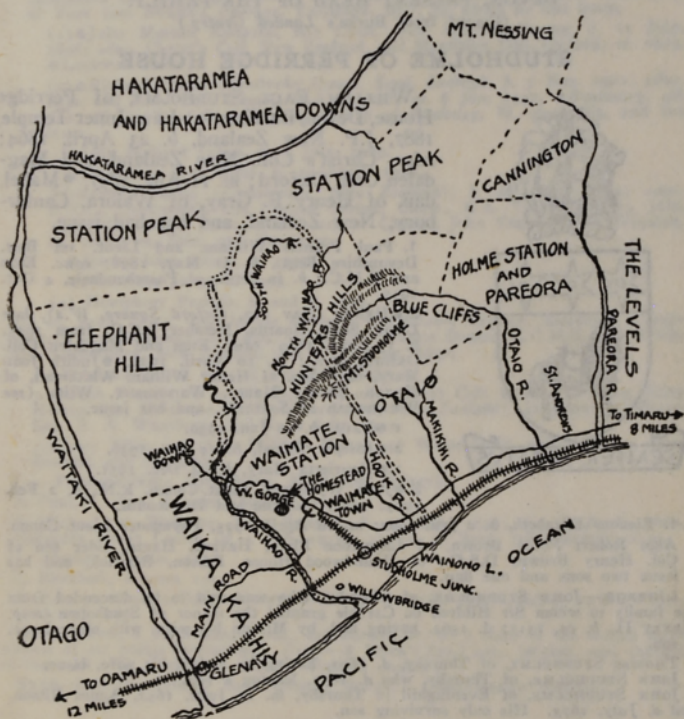 MT. NESSING
HAKATARAMEA
AND HAKATARAMEA DOWNS
HAKATARAMEA RIVER
STATION PEAK
CANNINGTON
STATION PEAK
SOUTH WAIHAO R.
NORTH WAIHAO R.
HUNTERS HILLS
HOLME STATION
AND
PAREORA
THE LEVELS
PAREORA R.
BLUE CLIFFS
ELEPHANT
HILL
MT. STUDHOLME
OTAIO
OTAIO R.
ST. ANDREWS
MAKIKIKI R.
TO TIMARU
8 MILES
WAIMATE
STATION
WAIHAO
DOWNS
THE
HOMESTEAD
W. GORGE
WAIMATE
TOWN
HOOK R.
WAITAKI RIVER
WAIKAKAHI
WAIHAO R.
MAIN ROAD
WAINONO L.
STUDHOLME JUNC.
WILLOWBRIDGE
PACIFIC OCEAN
OTAGO
GLENAVY
TO OAMARU
12 MILES